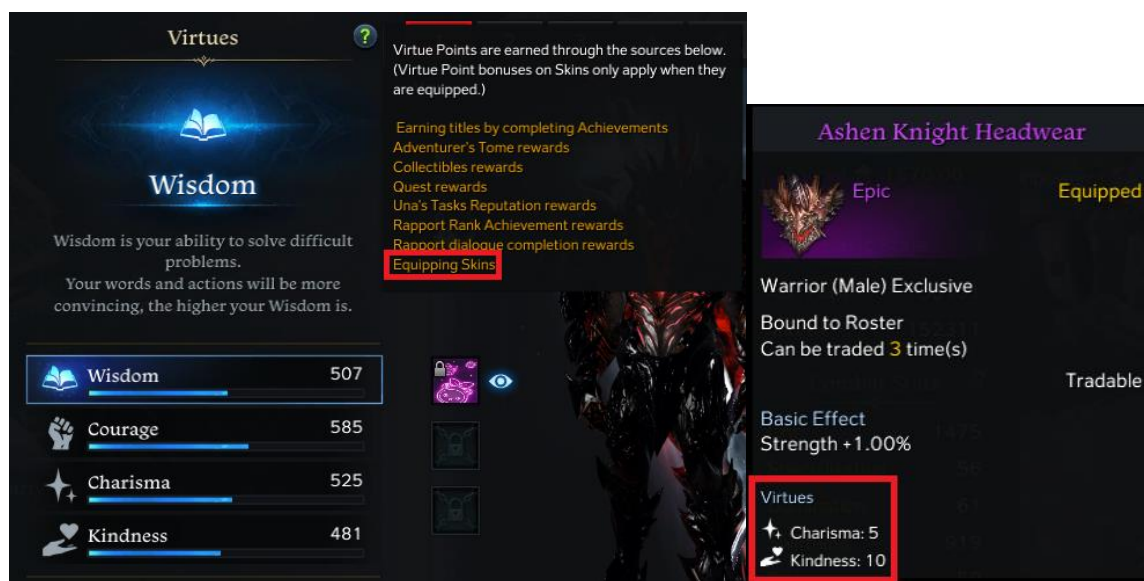 Virtues
?
Wisdom
Wisdom is your ability to solve difficult
problems.
Your words and actions will be more
convincing, the higher your Wisdom is.
Wisdom 507
Courage 585
Charisma 525
Kindness 481
Virtue Points are earned through the sources below.
(Virtue Point bonuses on Skins only apply when they
are equipped.)
Earning titles by completing Achievements
Adventurer's Tome rewards
Collectibles rewards
Quest rewards
Una's Tasks Reputation rewards
Rapport Rank Achievement rewards
Rapport dialogue completion rewards
Equipping Skins
Ashen Knight Headwear
Epic
Equipped
Warrior (Male) Exclusive
Bound to Roster
Can be traded 3 time(s)
Tradable
Basic Effect
Strength +1.00%
Virtues
Charisma: 5
Kindness: 10